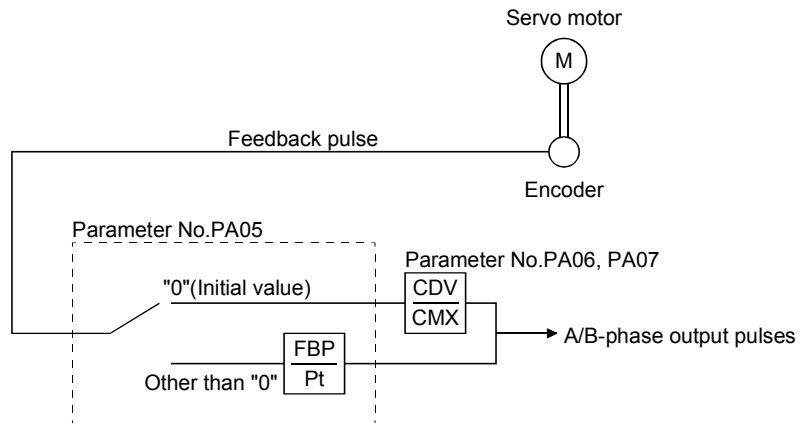 Servo motor
M
Feedback pulse
Encoder
Parameter No.PA05
Parameter No.PA06, PA07
"0"(Initial value)
CDV
CMX
A/B-phase output pulses
FBP
Pt
Other than "0"